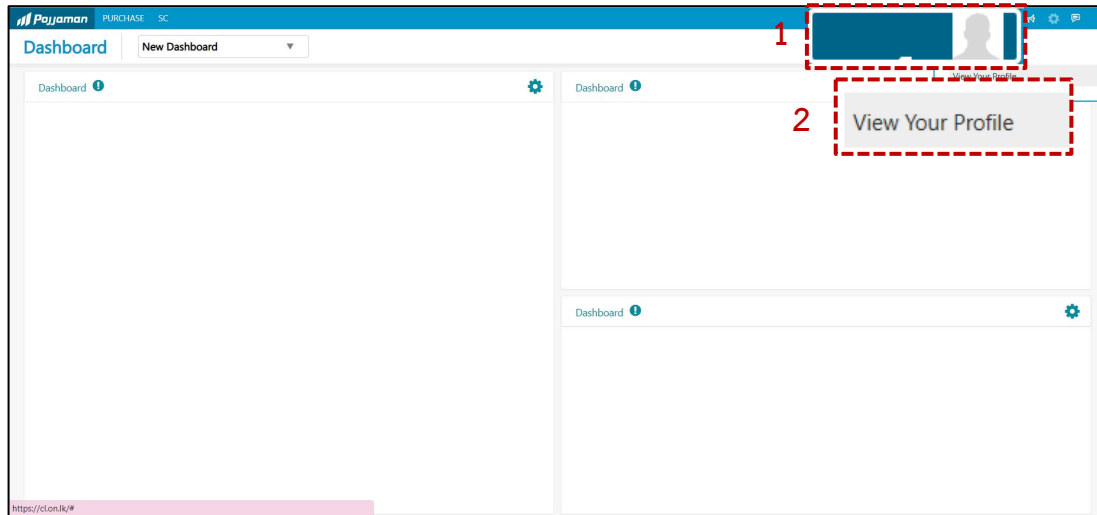 Pojjaman PURCHASE SC
1
Dashboard New Dashboard ▼
View Your Profile
Dashboard
Dashboard
2 View Your Profile
Dashboard
https://cl.on.lk/#